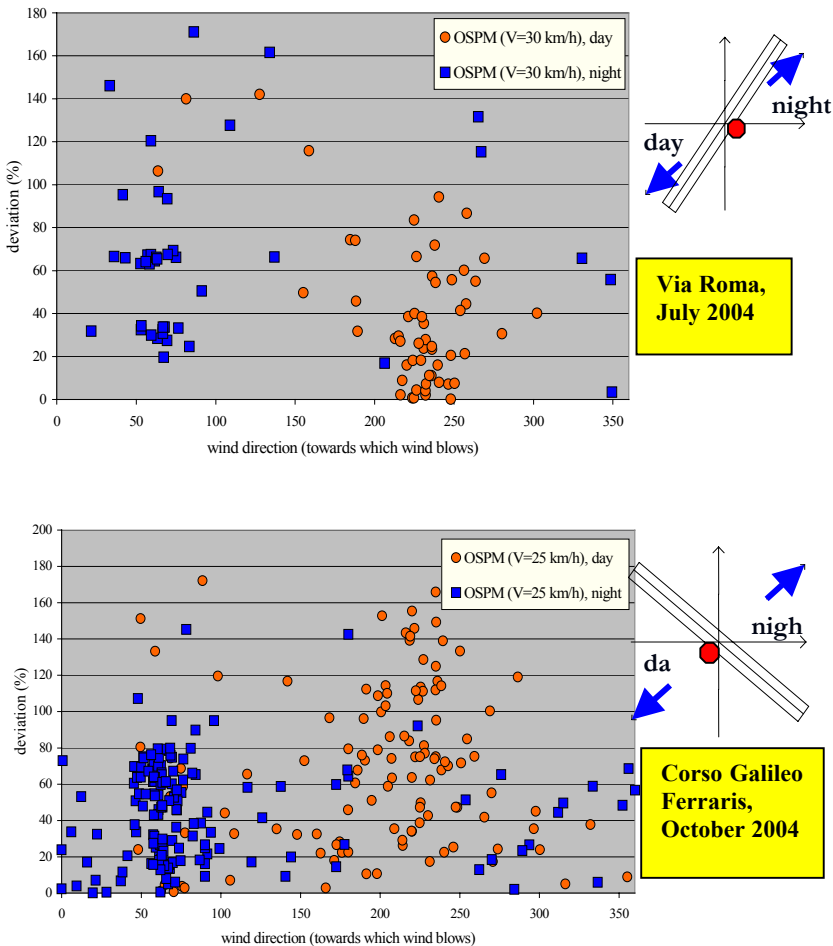 180
160
140
120
100
80
60
40
20
0
deviation (%)
OSPM (V=30 km/h), day
OSPM (V=30 km/h), night
0 50 100 150 200 250 300 350
wind direction (towards which wind blows)
night
day
Via Roma,
July 2004
200
180
160
140
120
100
80
60
40
20
0
deviation (%)
OSPM (V=25 km/h), day
OSPM (V=25 km/h), night
0 50 100 150 200 250 300 350
wind direction (towards which wind blows)
nigh
da
Corso Galileo
Ferraris,
October 2004